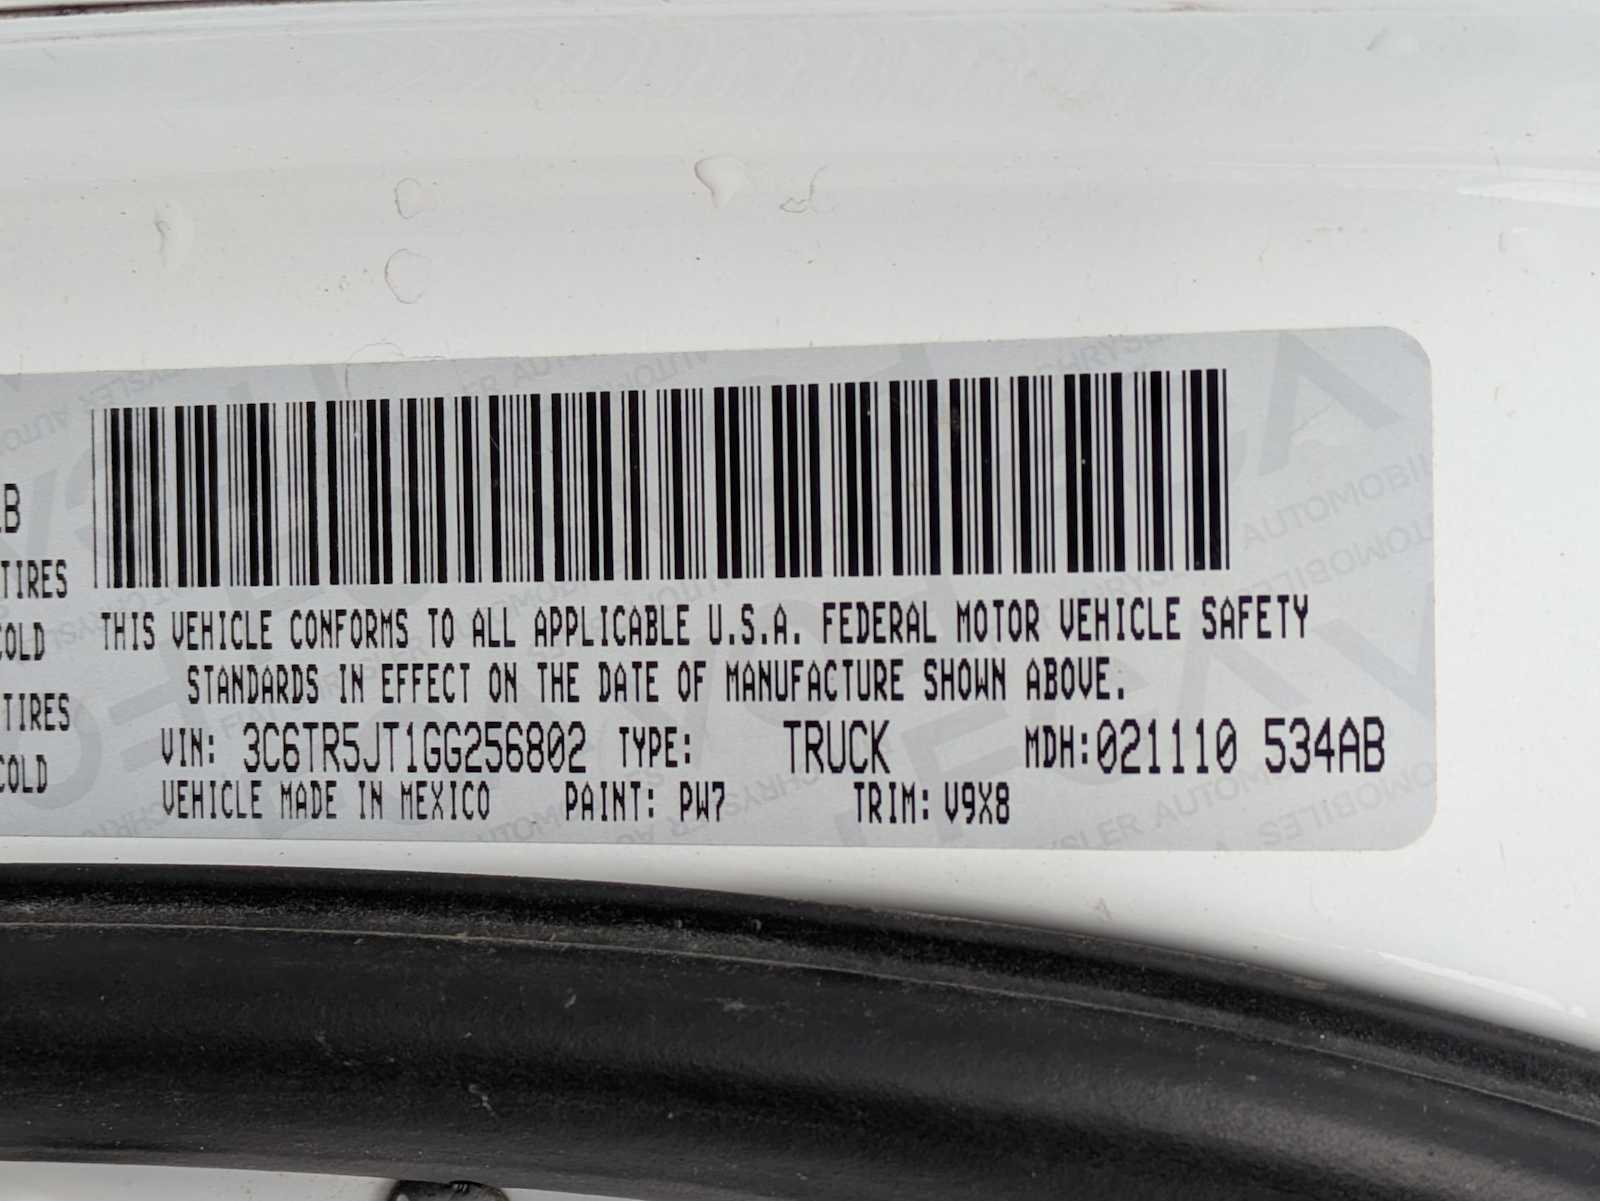 LB
TIRES
COLD
TIRES
COLD
THIS VEHICLE CONFORMS TO ALL APPLICABLE U.S.A. FEDERAL MOTOR VEHICLE SAFETY
STANDARDS IN EFFECT ON THE DATE OF MANUFACTURE SHOWN ABOVE.
VIN: 3C6TR5JT1GG256802 TYPE: TRUCK MDH:021110 534AB
VEHICLE MADE IN MEXICO PAINT: PW7 TRIM: V9X8